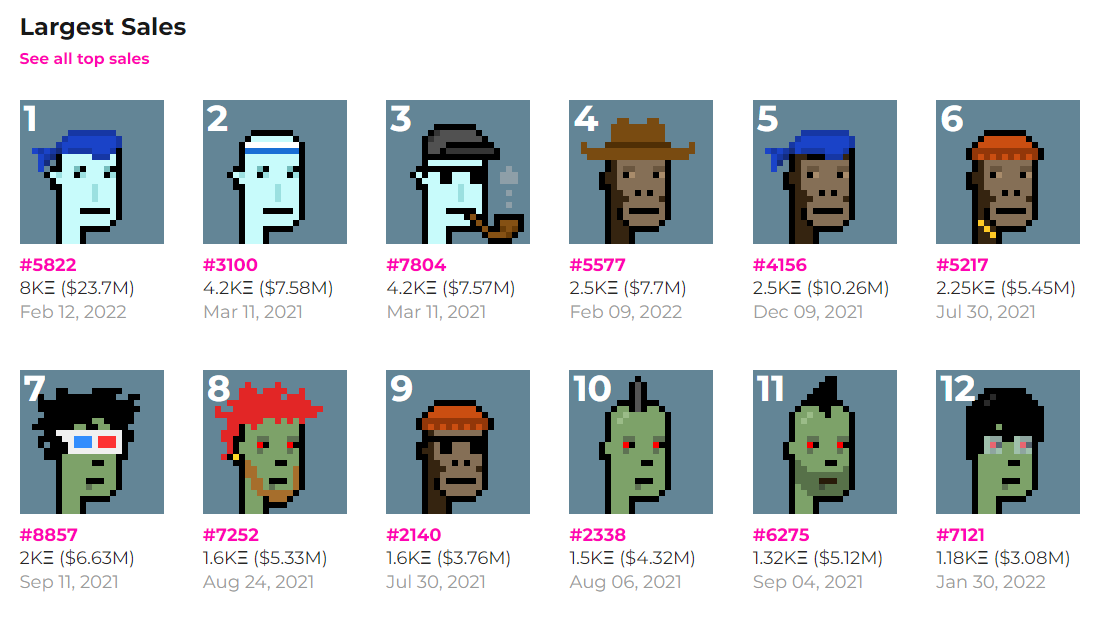 Largest Sales
See all top sales
1 2 3 4 5 6
#5822 #3100 #7804 #5577 #4156 #5217
8KΞ ($23.7M) 4.2KΞ ($7.58M) 4.2KΞ ($7.57M) 2.5KΞ ($7.7M) 2.5KΞ ($10.26M) 2.25KΞ ($5.45M)
Feb 12, 2022 Mar 11, 2021 Mar 11, 2021 Feb 09, 2022 Dec 09, 2021 Jul 30, 2021
7 8 9 10 11 12
#8857 #7252 #2140 #2338 #6275 #7121
2KΞ ($6.63M) 1.6KΞ ($5.33M) 1.6KΞ ($3.76M) 1.5KΞ ($4.32M) 1.32KΞ ($5.12M) 1.18KΞ ($3.08M)
Sep 11, 2021 Aug 24, 2021 Jul 30, 2021 Aug 06, 2021 Sep 04, 2021 Jan 30, 2022